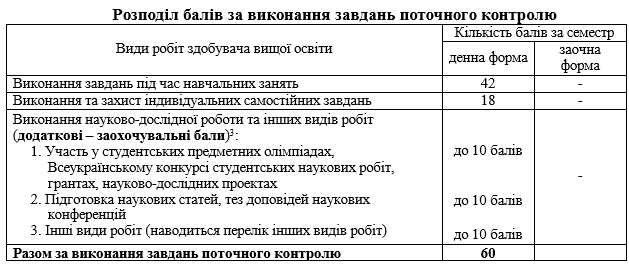 Розподіл балів за виконання завдань поточного контролю
Види робіт здобувача вищої освіти
Кількість балів за семестр
денна форма
заочна
форма
Виконання завдань під час навчальних занять 42 -
Виконання та захист індивідуальних самостійних завдань 18 -
Виконання науково-дослідної роботи та інших видів робіт
(додаткові – заохочувальні бали)³:
1. Участь у студентських предметних олімпіадах, до 10 балів
Всеукраїнському конкурсі студентських наукових робіт,
грантах, науково-дослідних проектах -
2. Підготовка наукових статей, тез доповідей наукових до 10 балів
конференцій
3. Інші види робіт (наводиться перелік інших видів робіт) до 10 балів
Разом за виконання завдань поточного контролю 60